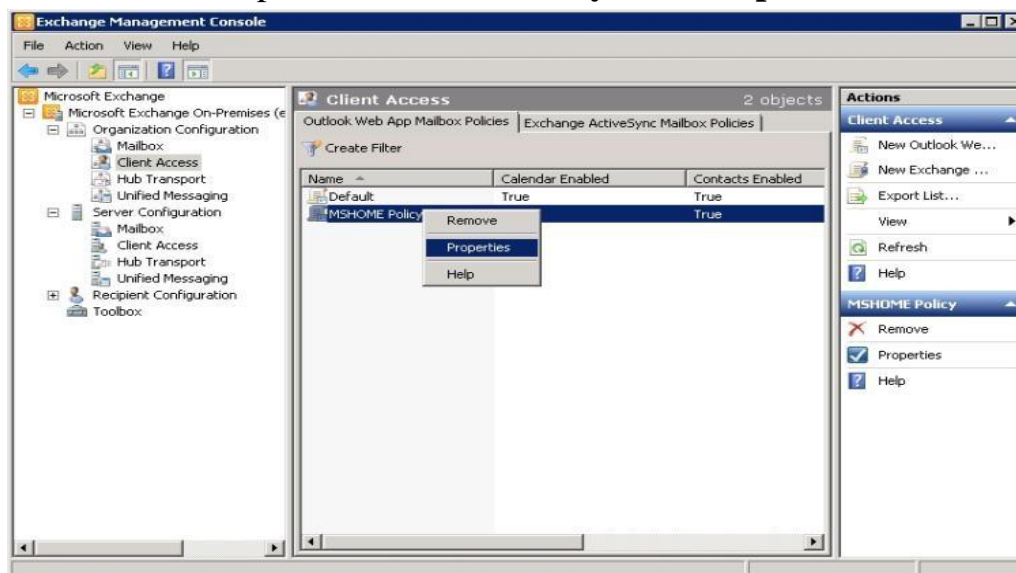 Exchange Management Console
File Action View Help
Microsoft Exchange
Microsoft Exchange On-Premises (e
Organization Configuration
Mailbox
Client Access
Hub Transport
Unified Messaging
Server Configuration
Mailbox
Client Access
Hub Transport
Unified Messaging
Recipient Configuration
Toolbox
Client Access 2 objects
Outlook Web App Mailbox Policies Exchange ActiveSync Mailbox Policies
Create Filter
Name Calendar Enabled Contacts Enabled
Default True True
MSHOME Policy True
Remove
Properties
Help
Actions
Client Access
New Outlook We...
New Exchange ...
Export List...
View
Refresh
Help
MSHOME Policy
Remove
Properties
Help